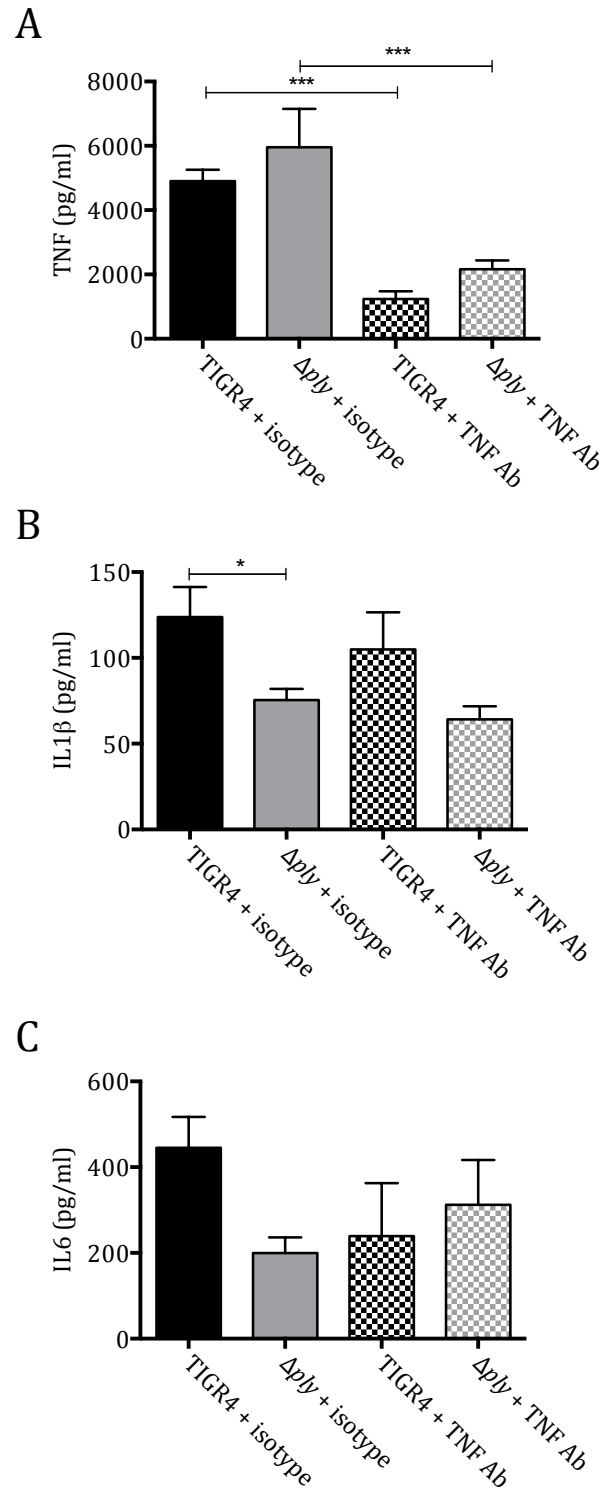 A
***
***
TNF (pg/ml)
8000
6000
4000
2000
0
TIGR4 + isotype
Δply + isotype
TIGR4 + TNF Ab
Δply + TNF Ab
B
*
IL1β (pg/ml)
150
100
50
0
TIGR4 + isotype
Δply + isotype
TIGR4 + TNF Ab
Δply + TNF Ab
C
IL6 (pg/ml)
600
400
200
0
TIGR4 + isotype
Δply + isotype
TIGR4 + TNF Ab
Δply + TNF Ab